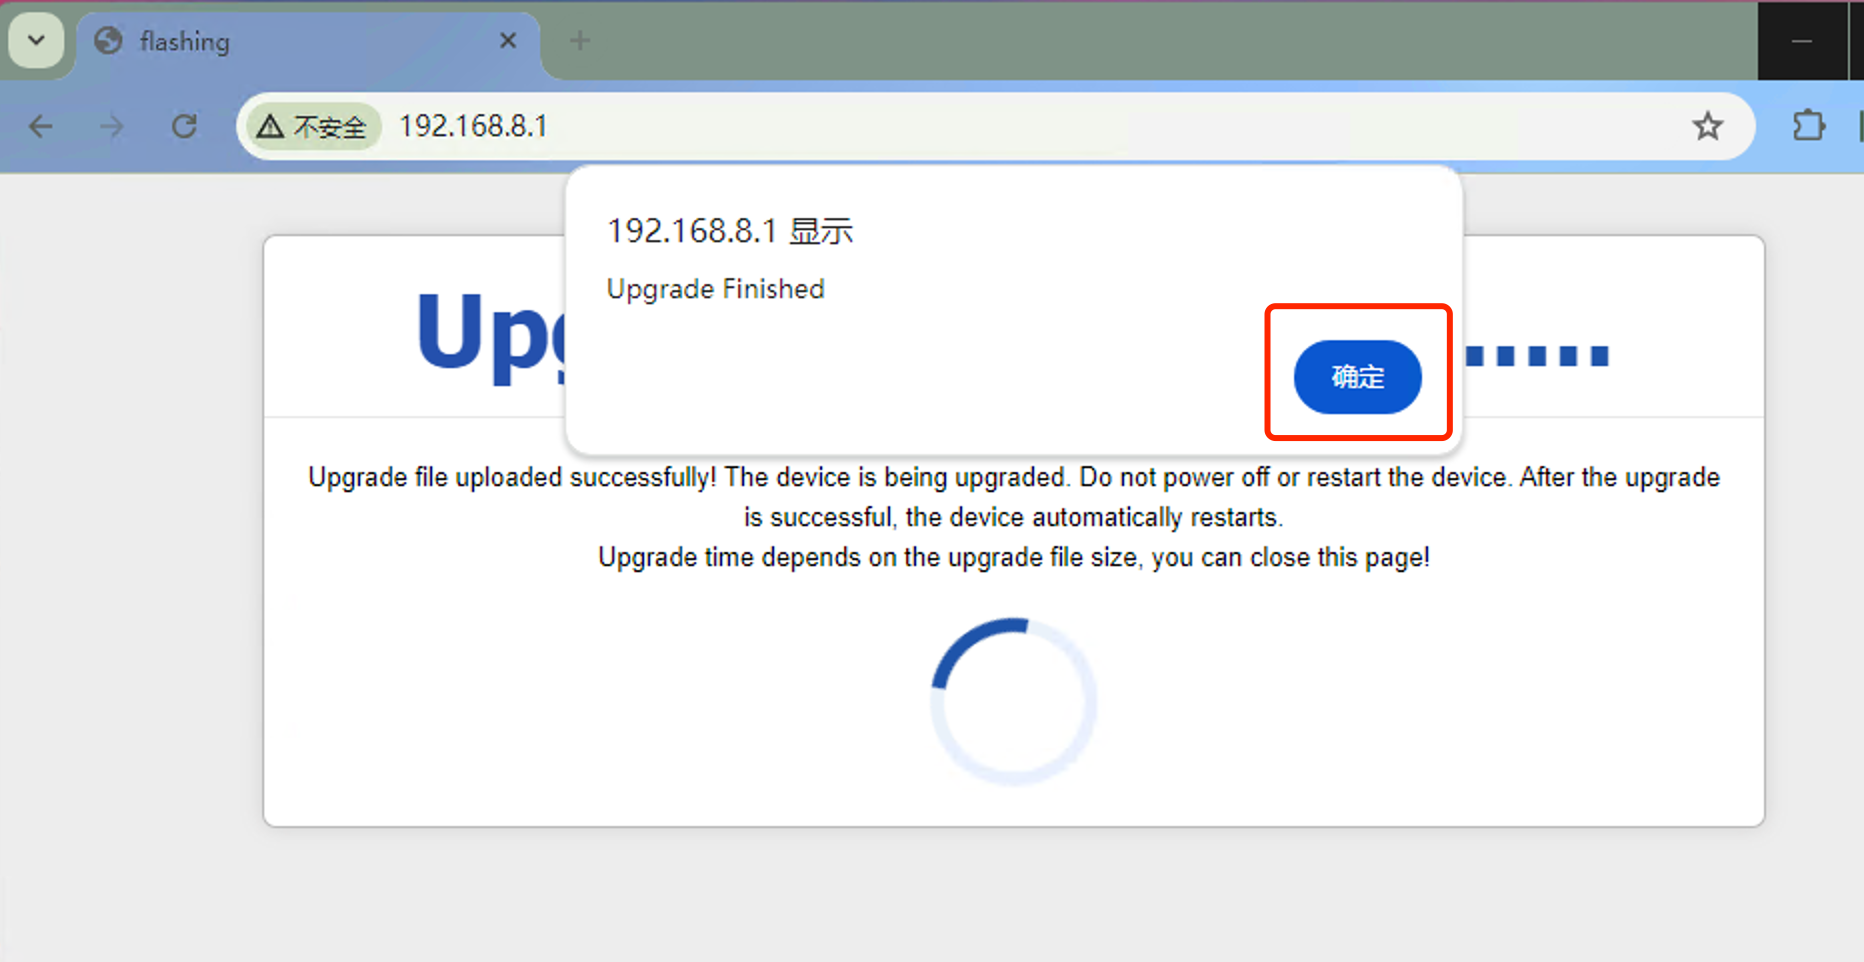 flashing
不安全
192.168.8.1
192.168.8.1 显示
Upgrade Finished
确定
Upgrade file uploaded successfully! The device is being upgraded. Do not power off or restart the device. After the upgrade
is successful, the device automatically restarts.
Upgrade time depends on the upgrade file size, you can close this page!